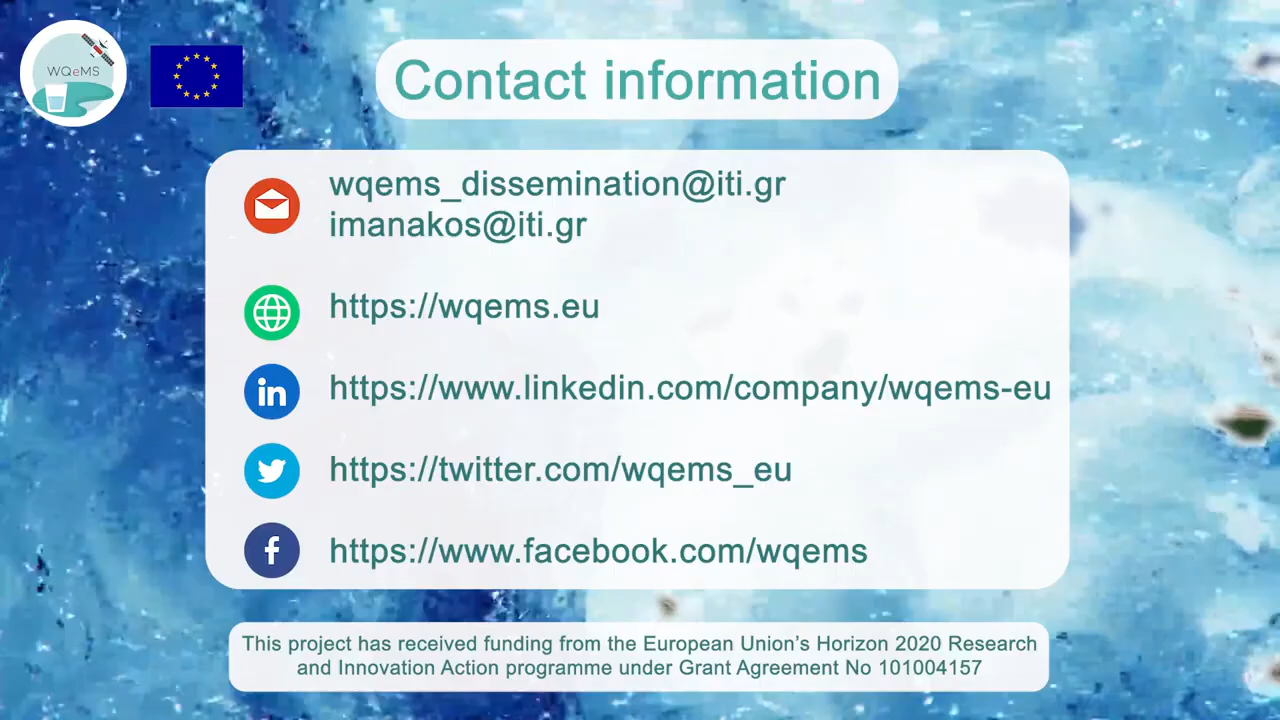 WQeMS
Contact information
wqems_dissemination@iti.gr
imanakos@iti.gr
https://wqems.eu
https://www.linkedin.com/company/wqems-eu
https://twitter.com/wqems_eu
https://www.facebook.com/wqems
This project has received funding from the European Union’s Horizon 2020 Research
and Innovation Action programme under Grant Agreement No 101004157